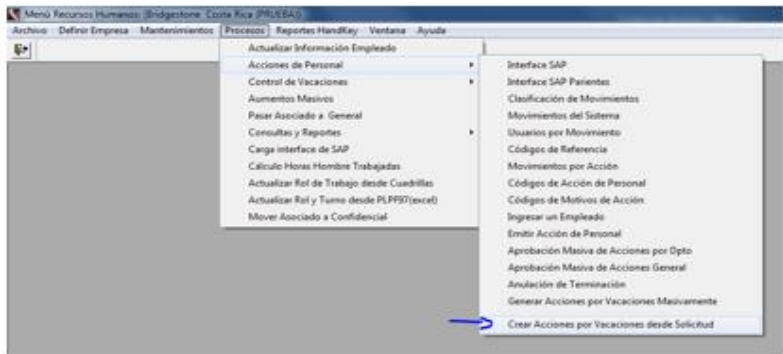 Menú Recursos Humanos: (Bridgestone Costa Rica (PRUEBA))
Archivo Definir Empresa Mantenimientos Procesos Reportes HandKey Ventana Ayuda
Actualizar Información Empleado
Acciones de Personal
Control de Vacaciones
Aumentos Masivos
Pasar Asociado a General
Consultas y Reportes
Carga interface de SAP
Cálculo Horas Hombre Trabajadas
Actualizar Rol de Trabajo desde Cuadrillas
Actualizar Rol y Turno desde PLPF97(excel)
Mover Asociado a Confidencial
Interface SAP
Interface SAP Parientes
Clasificación de Movimientos
Movimientos del Sistema
Usuarios por Movimiento
Códigos de Referencia
Movimientos por Acción
Códigos de Acción de Personal
Códigos de Motivos de Acción
Ingresar un Empleado
Emitir Acción de Personal
Aprobación Masiva de Acciones por Dpto
Aprobación Masiva de Acciones General
Anulación de Terminación
Generar Acciones por Vacaciones Masivamente
Crear Acciones por Vacaciones desde Solicitud